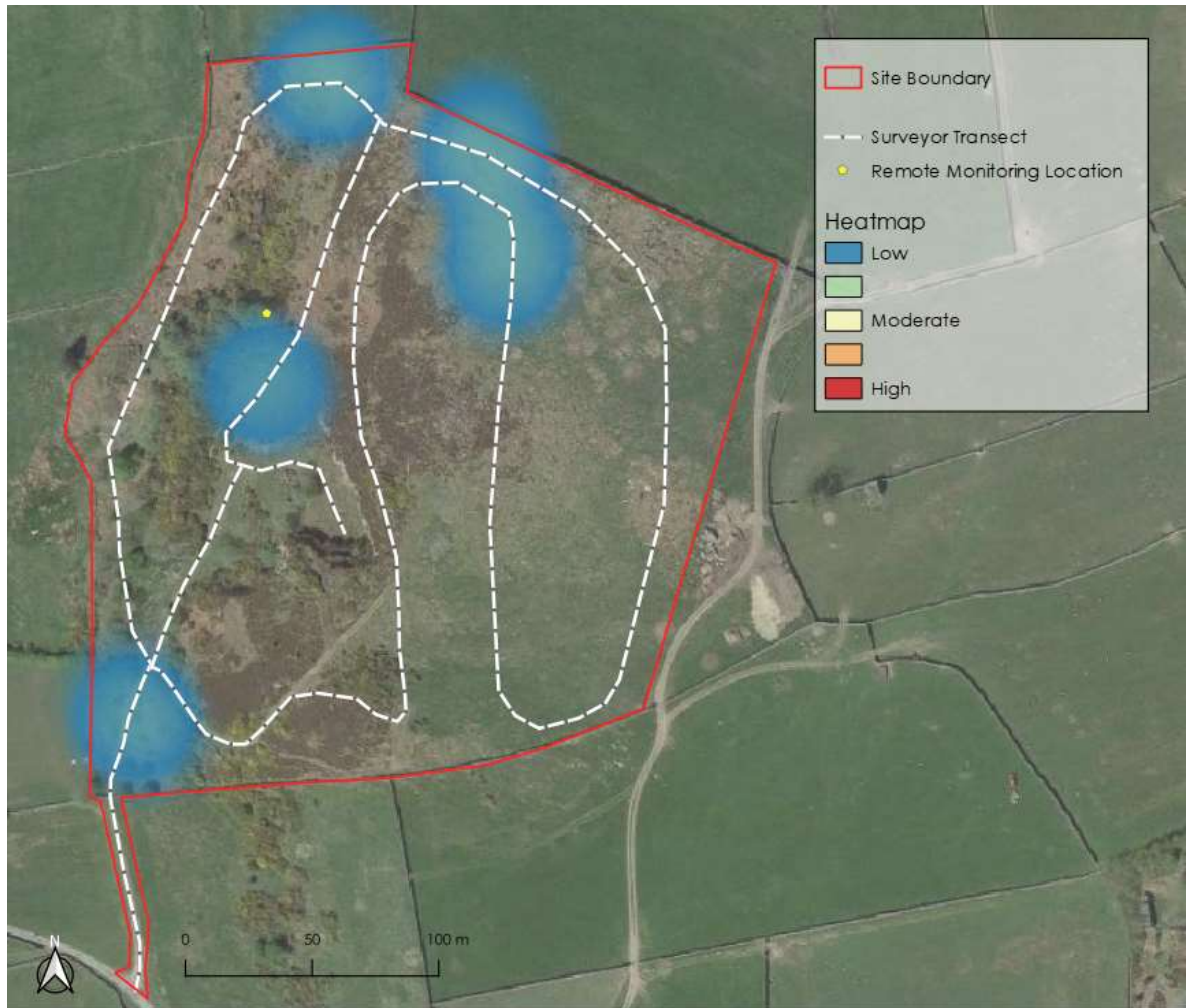 Site Boundary
Surveyor Transect
Remote Monitoring Location
Heatmap
Low
Moderate
High
N
0 50 100 m